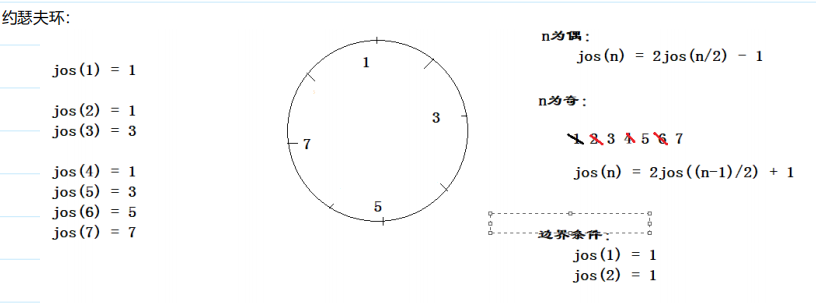 约瑟夫环：
jos(1) = 1
jos(2) = 1
jos(3) = 3
jos(4) = 1
jos(5) = 3
jos(6) = 5
jos(7) = 7
1
3
7
5
n为偶：
jos(n) = 2jos(n/2) - 1
n为奇：
1 2 3 4 5 6 7
jos(n) = 2jos((n-1)/2) + 1
边界条件：
jos(1) = 1
jos(2) = 1